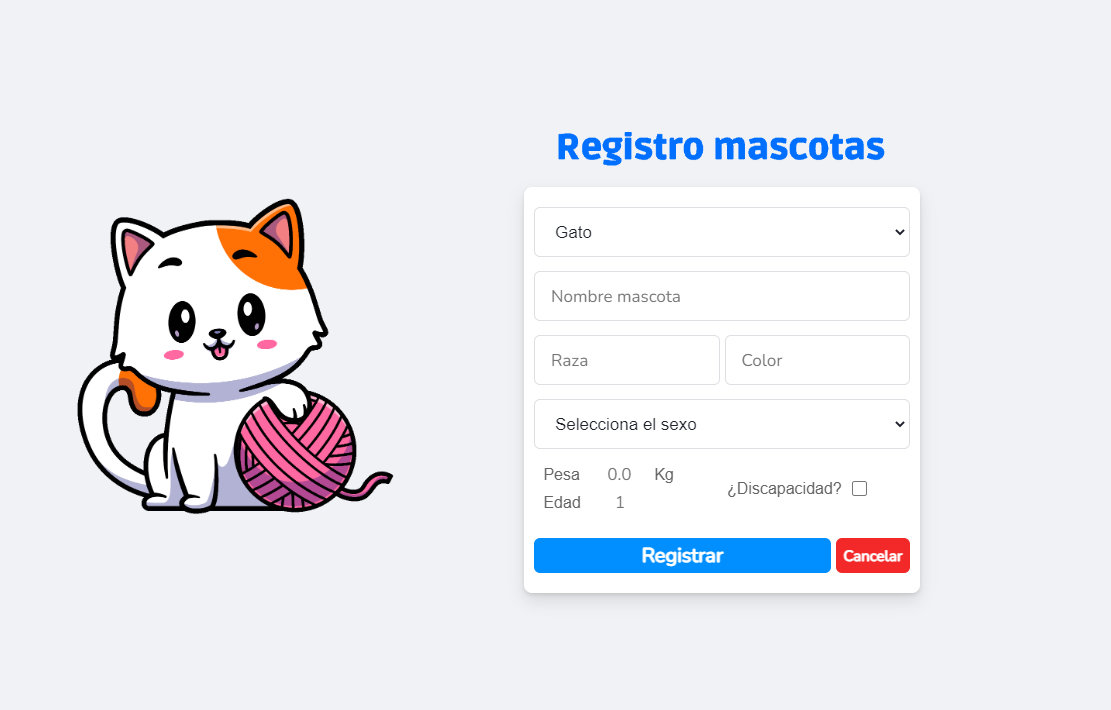 Registro mascotas
Gato
Nombre mascota
Raza Color
Selecciona el sexo
Pesa 0.0 Kg
¿Discapacidad?
Edad 1
Registrar Cancelar